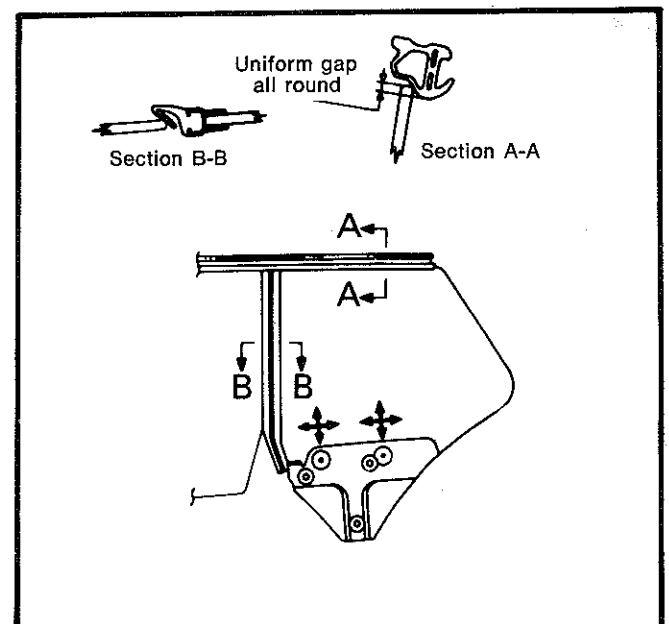 Uniform gap
all round
Section B-B
Section A-A
A
A
B B